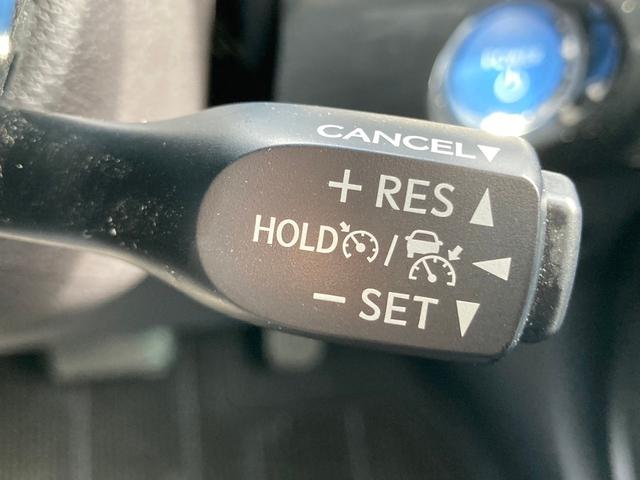 CANCEL
+ RES
HOLD /
- SET